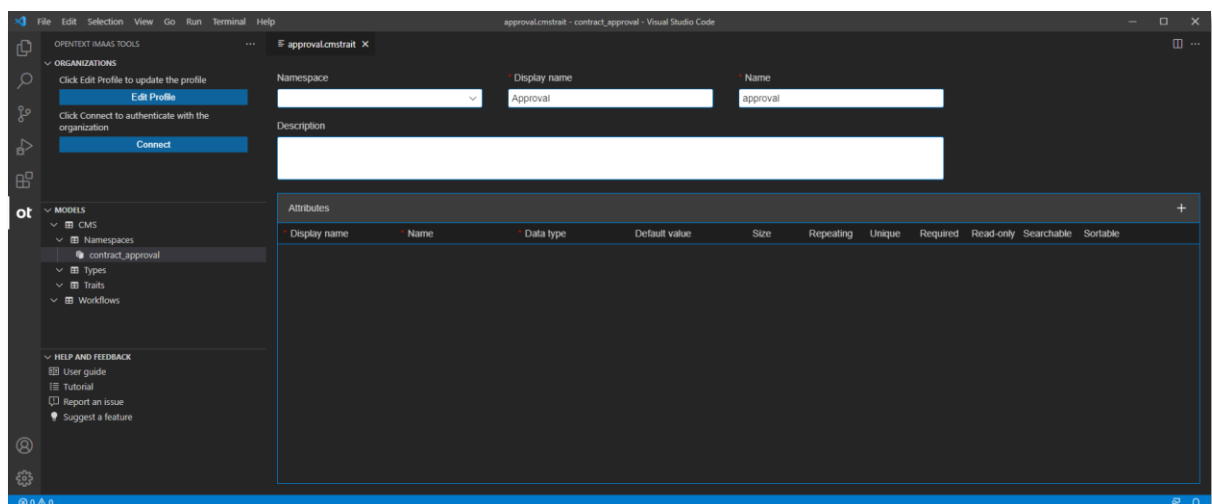 File Edit Selection View Go Run Terminal Help
approval.cmstrait - contract_approval - Visual Studio Code
OPENTEXT IMAAS TOOLS ...
ORGANIZATIONS
Click Edit Profile to update the profile
Edit Profile
Click Connect to authenticate with the
organization
Connect
ot
MODELS
CMS
Namespaces
contract_approval
Types
Traits
Workflows
HELP AND FEEDBACK
User guide
Tutorial
Report an issue
Suggest a feature
approval.cmstrait
Namespace * Display name * Name
Approval approval
Description
Attributes +
* Display name * Name * Data type Default value Size Repeating Unique Required Read-only Searchable Sortable
0 0